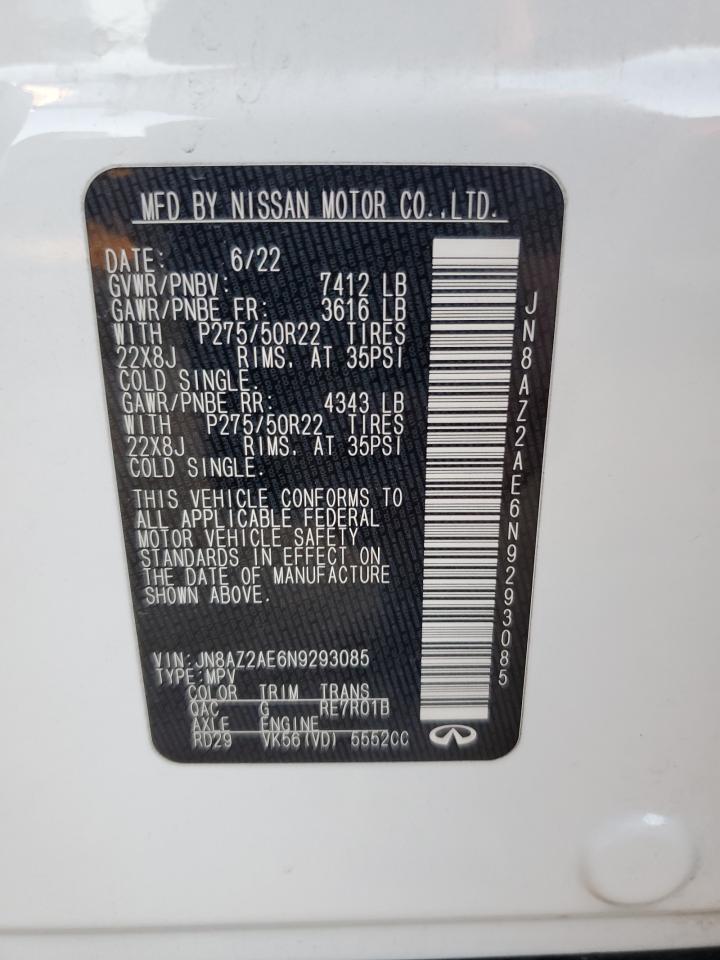 MFD BY NISSAN MOTOR CO.,LTD.
DATE: 6/22
GVWR/PNBV: 7412 LB
GAWR/PNBE FR: 3616 LB
WITH P275/50R22 TIRES
22X8J RIMS. AT 35PSI
COLD SINGLE.
GAWR/PNBE RR: 4343 LB
WITH P275/50R22 TIRES
22X8J RIMS. AT 35PSI
COLD SINGLE.
THIS VEHICLE CONFORMS TO
ALL APPLICABLE FEDERAL
MOTOR VEHICLE SAFETY
STANDARDS IN EFFECT ON
THE DATE OF MANUFACTURE
SHOWN ABOVE.
VIN:JN8AZ2AE6N9293085
TYPE:MPV
COLOR TRIM TRANS
QAC G RE7R01B
AXLE ENGINE
RD29 VK56(VD) 5552CC
JN8AZ2AE6N9293085